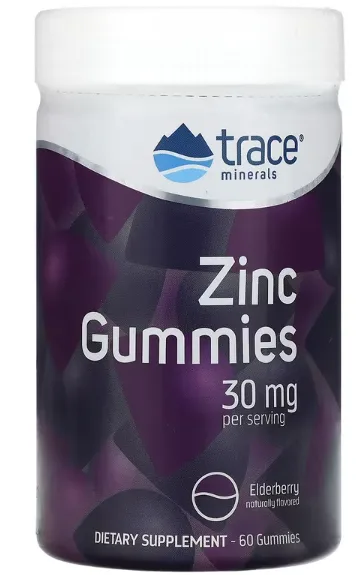 trace®
minerals
Zinc
Gummies
30 mg
per serving
Elderberry
naturally flavored
DIETARY SUPPLEMENT - 60 Gummies